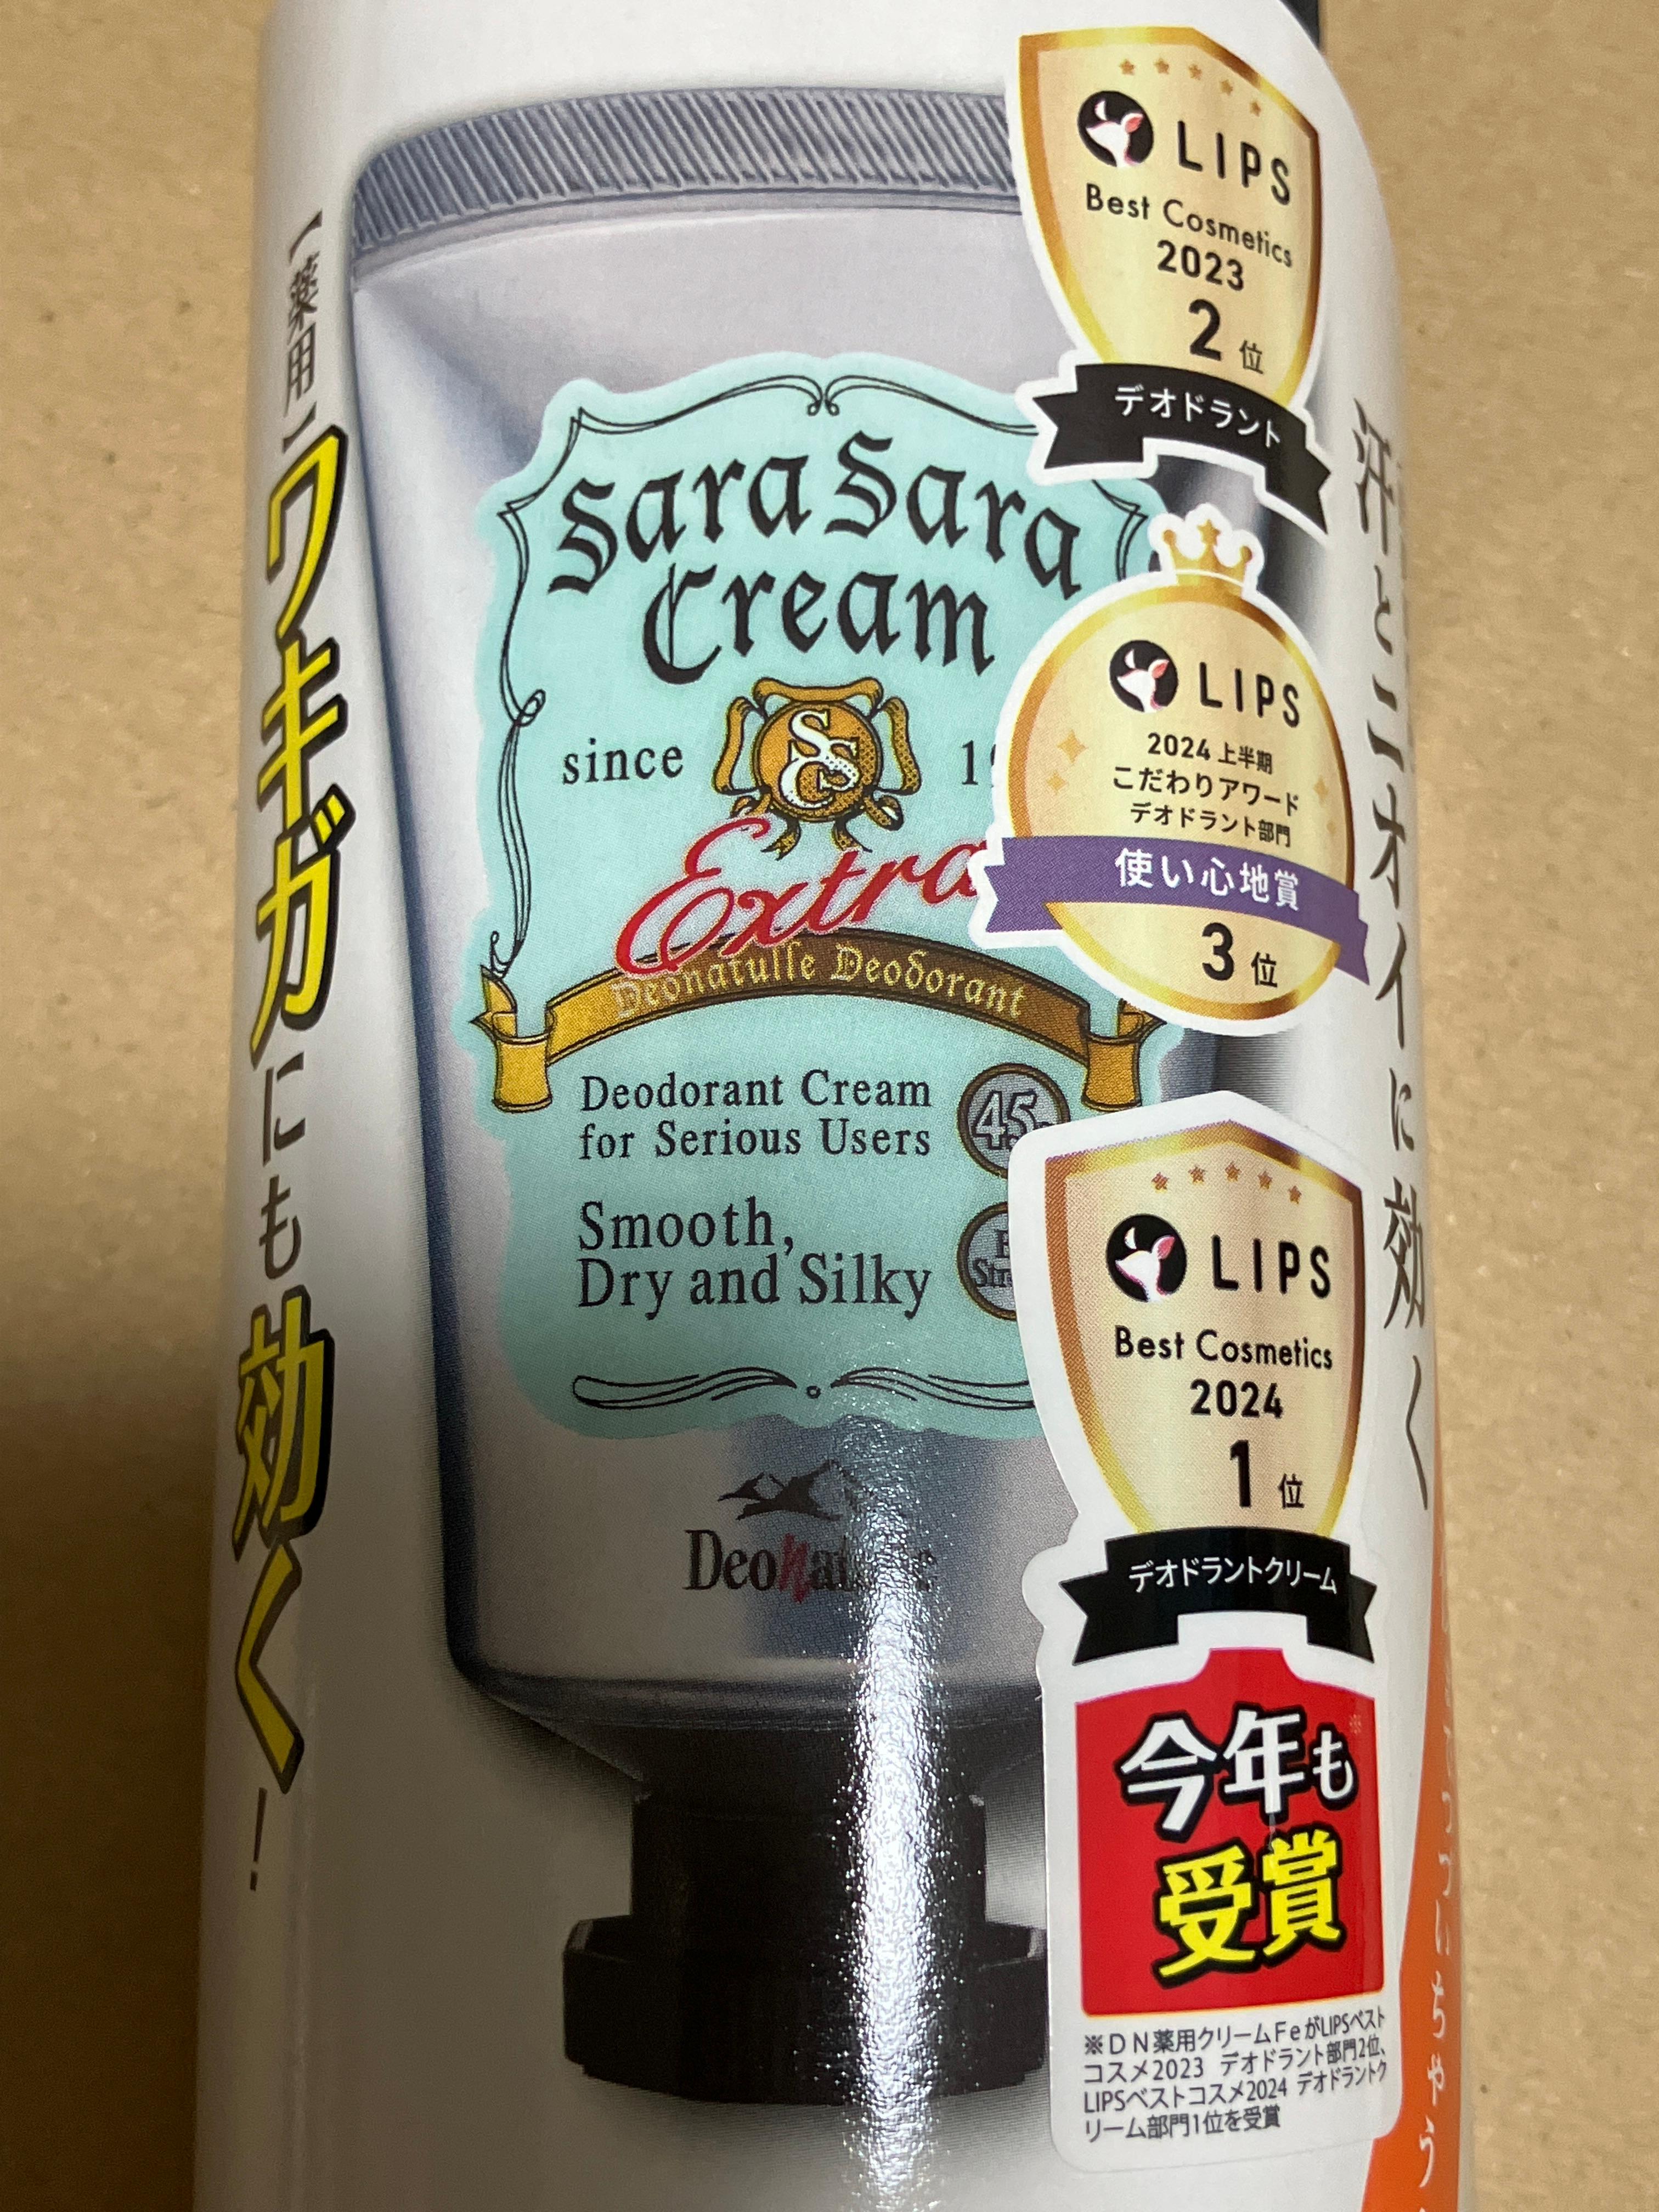 【薬用】ワキガにも効く！
Sara Sara
Cream
since
Extra
Deonatulle Deodorant
Deodorant Cream
for Serious Users
Smooth,
Dry and Silky
LIPS
Best Cosmetics
2023
2位
デオドラント
LIPS
2024 上半期
こだわりアワード
デオドラント部門
使い心地賞
3位
LIPS
Best Cosmetics
2024
1位
デオドラントクリーム
今年も※
受賞
※DN薬用クリームFeがLIPSベスト
コスメ2023 デオドラント部門2位、
LIPSベストコスメ2024 デオドラントク
リーム部門1位を受賞
汗とニオイに効く